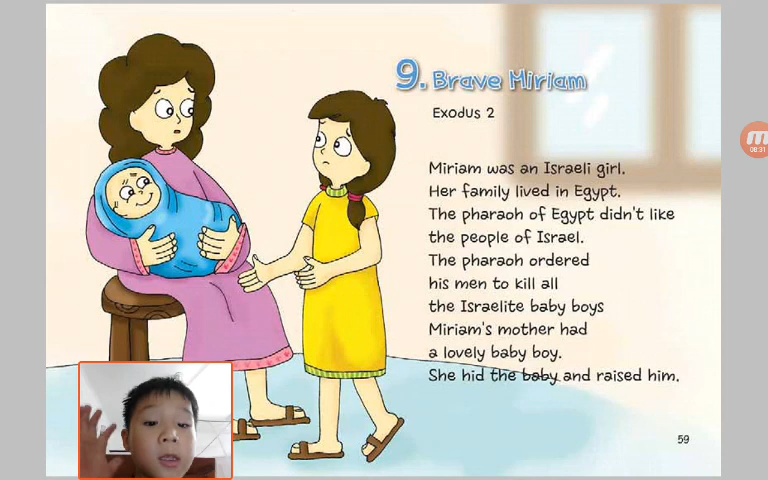 9. Brave Miriam
Exodus 2
Miriam was an Israeli girl.
Her family lived in Egypt.
The pharaoh of Egypt didn't like
the people of Israel.
The pharaoh ordered
his men to kill all
the Israelite baby boys
Miriam's mother had
a lovely baby boy.
She hid the baby and raised him.
59
M
08:31